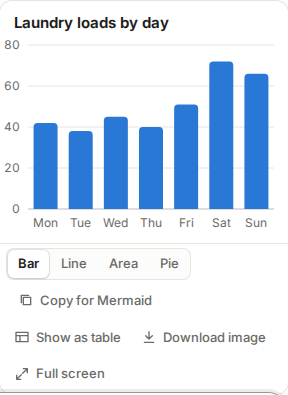 Laundry loads by day
80
60
40
20
0
Mon Tue Wed Thu Fri Sat Sun
Bar Line Area Pie
Copy for Mermaid
Show as table Download image
Full screen